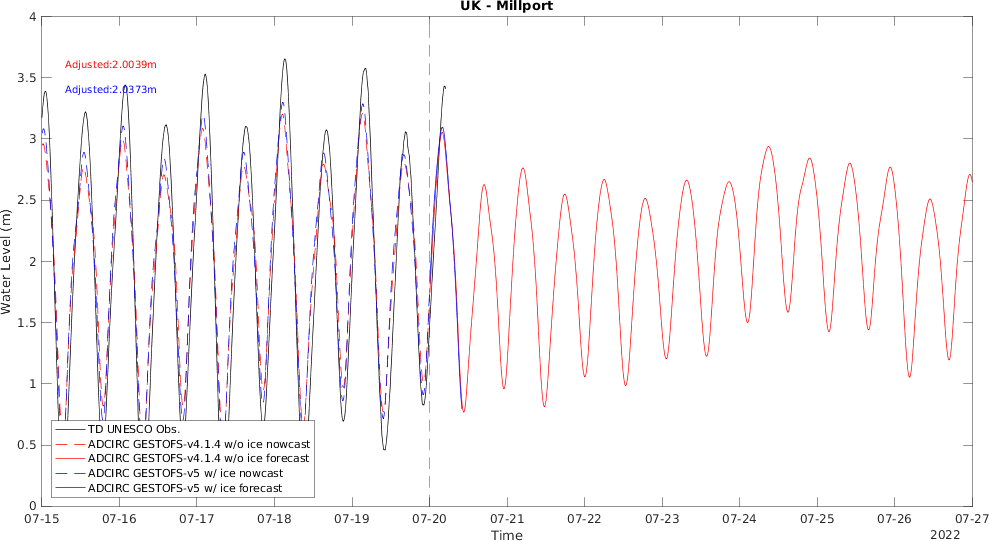 UK - Millport
4
3.5
3
2.5
2
1.5
1
0.5
0
Water Level (m)
Adjusted:2.0039m
Adjusted:2.0373m
TD UNESCO Obs.
ADCIRC GESTOFS-v4.1.4 w/o ice nowcast
ADCIRC GESTOFS-v4.1.4 w/o ice forecast
ADCIRC GESTOFS-v5 w/ ice nowcast
ADCIRC GESTOFS-v5 w/ ice forecast
07-15 07-16 07-17 07-18 07-19 07-20 07-21 07-22 07-23 07-24 07-25 07-26 07-27
Time
2022